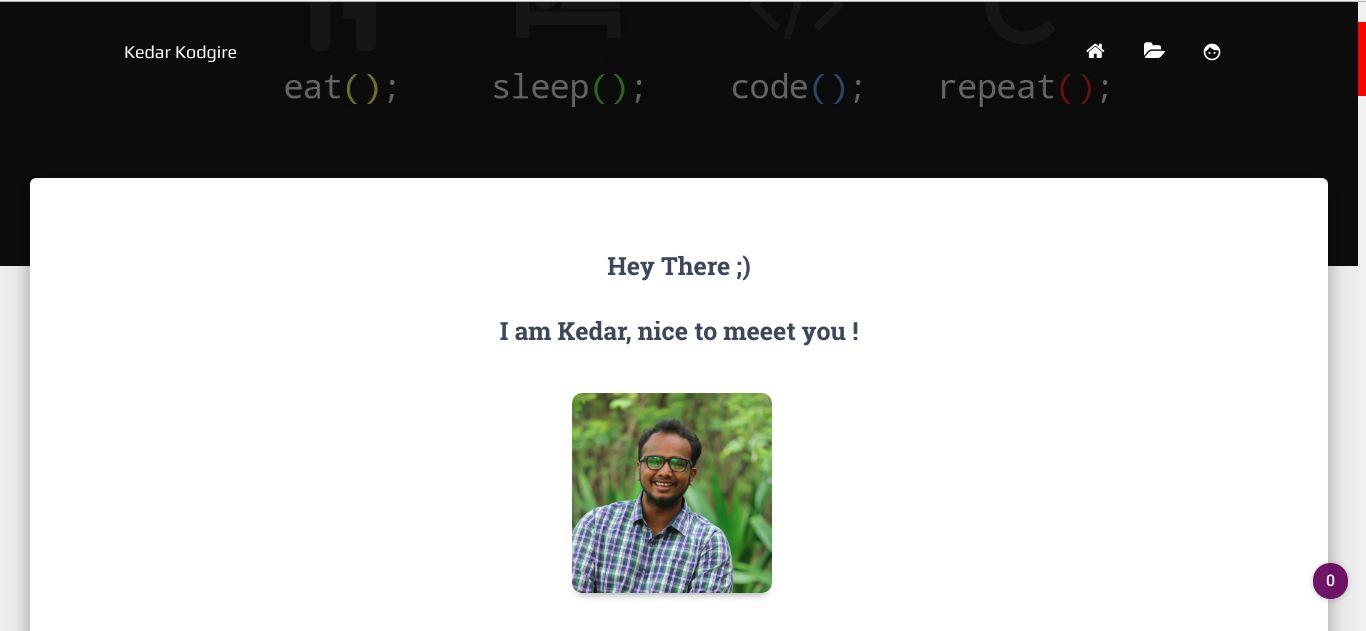 Kedar Kodgire
eat(); sleep(); code(); repeat();
Hey There ;)
I am Kedar, nice to meeet you !
0